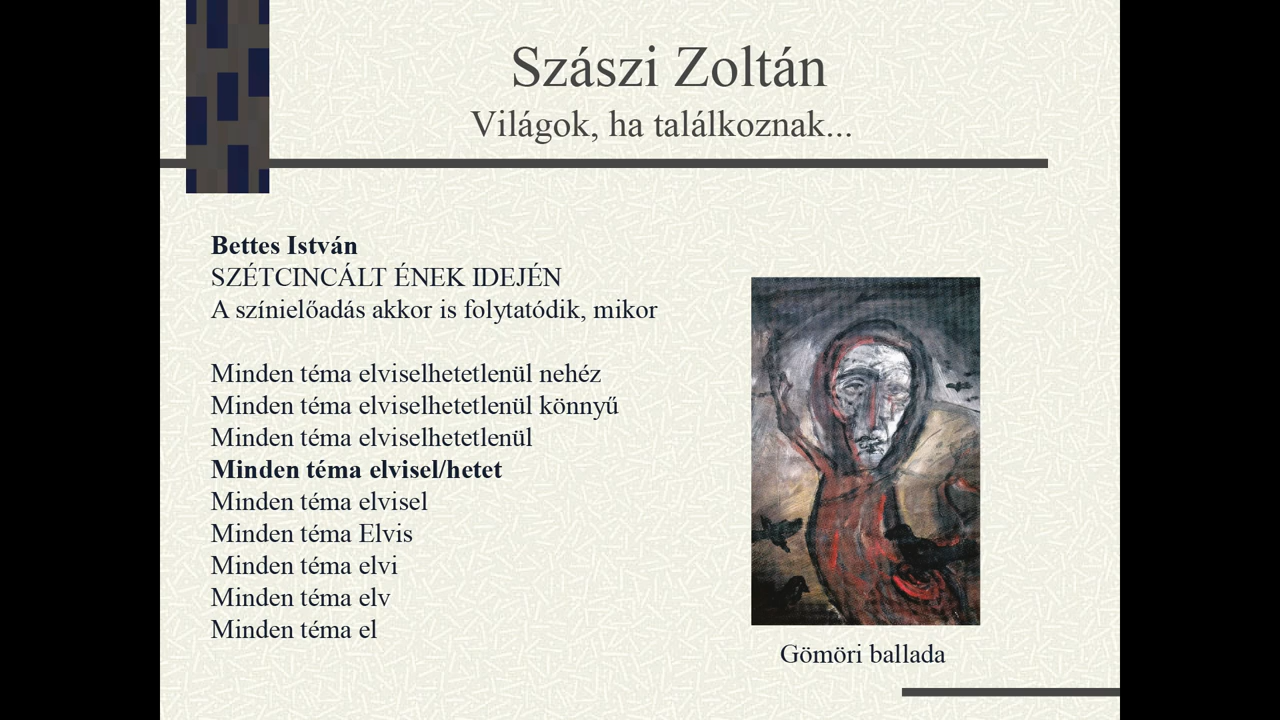 Szászi Zoltán
Világok, ha találkoznak...
Bettes István
SZÉTCINCÁLT ÉNEK IDEJÉN
A színielőadás akkor is folytatódik, mikor
Minden téma elviselhetetlenül nehéz
Minden téma elviselhetetlenül könnyű
Minden téma elviselhetetlenül
Minden téma elvisel/hetet
Minden téma elvisel
Minden téma Elvis
Minden téma elvi
Minden téma elv
Minden téma el
Gömöri ballada